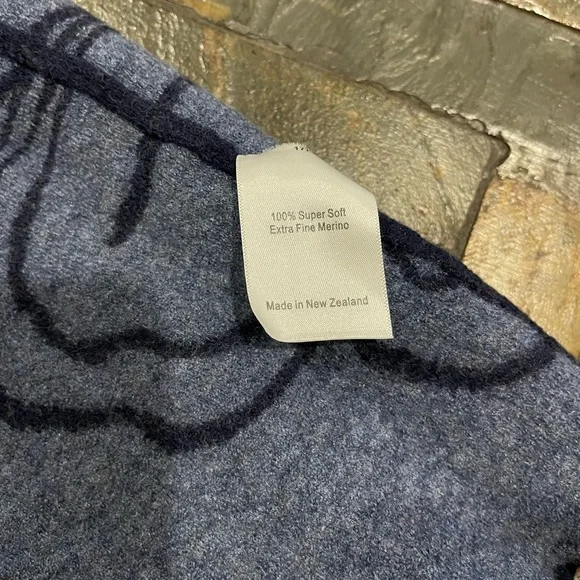 100% Super Soft
Extra Fine Merino
Made in New Zealand